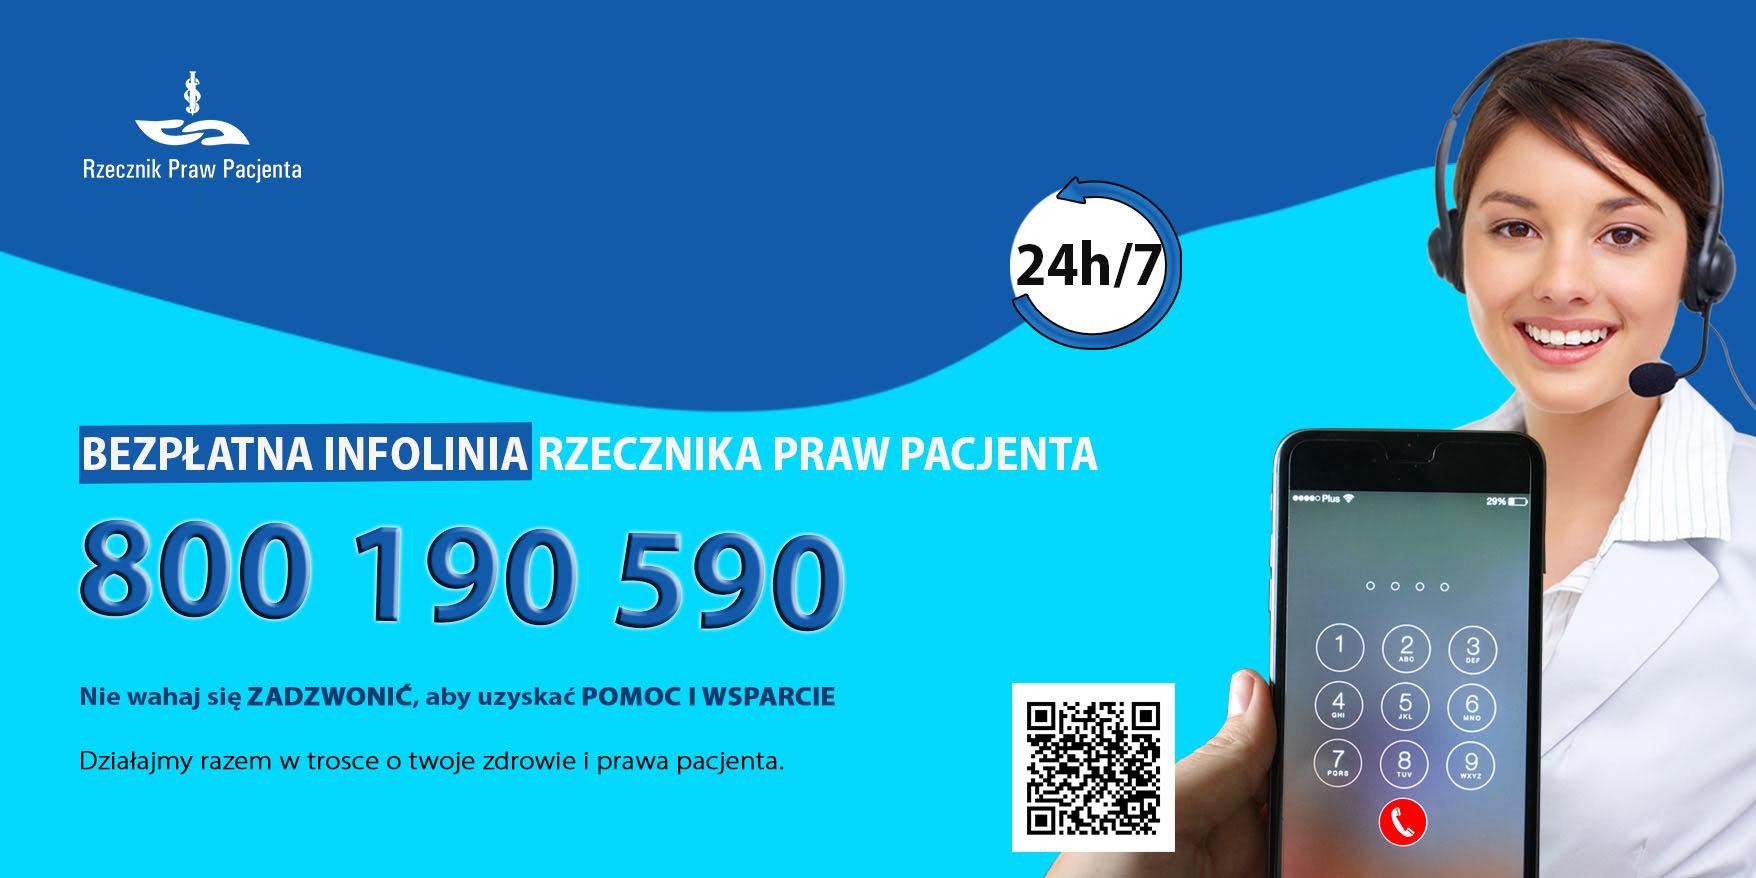 Rzecznik Praw Pacjenta
24h/7
BEZPŁATNA INFOLINIA RZECZNIKA PRAW PACJENTA
800 190 590
Nie wahaj się ZADZWONIĆ, aby uzyskać POMOC I WSPARCIE
Działajmy razem w trosce o twoje zdrowie i prawa pacjenta.
Plus 29%
1 2 3
ABC DEF
4 5 6
GHI JKL MNO
7 8 9
PQRS TUV WXYZ